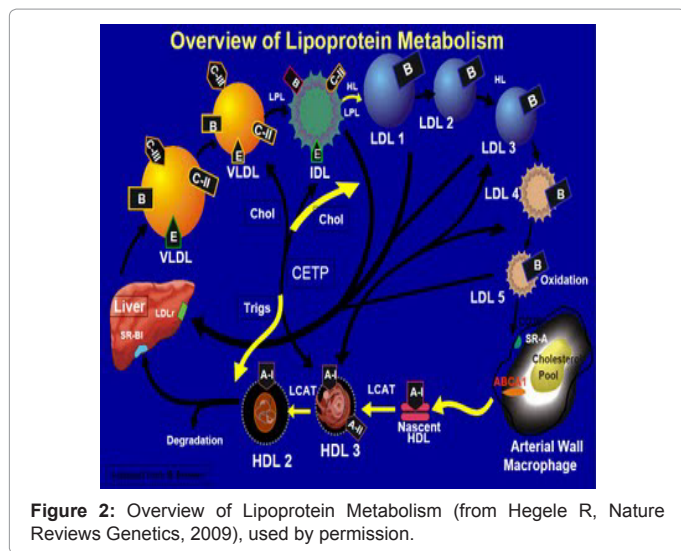 Overview of Lipoprotein Metabolism
C-III
B
C-II
E
VLDL
C-III
B
C-II
E
VLDL
LPL
B
C-II
E
IDL
HL
LPL
B
LDL 1
B
LDL 2
HL
B
LDL 3
B
LDL 4
B
LDL 5
Oxidation
Chol
Chol
CETP
Trigs
Liver
LDLr
SR-BI
SR-A
Cholesterol
Pool
ABCA1
Arterial Wall
Macrophage
A-I
Nascent
HDL
LCAT
A-I
A-II
HDL 3
LCAT
A-I
HDL 2
Degradation
Figure 2: Overview of Lipoprotein Metabolism (from Hegele R, Nature
Reviews Genetics, 2009), used by permission.